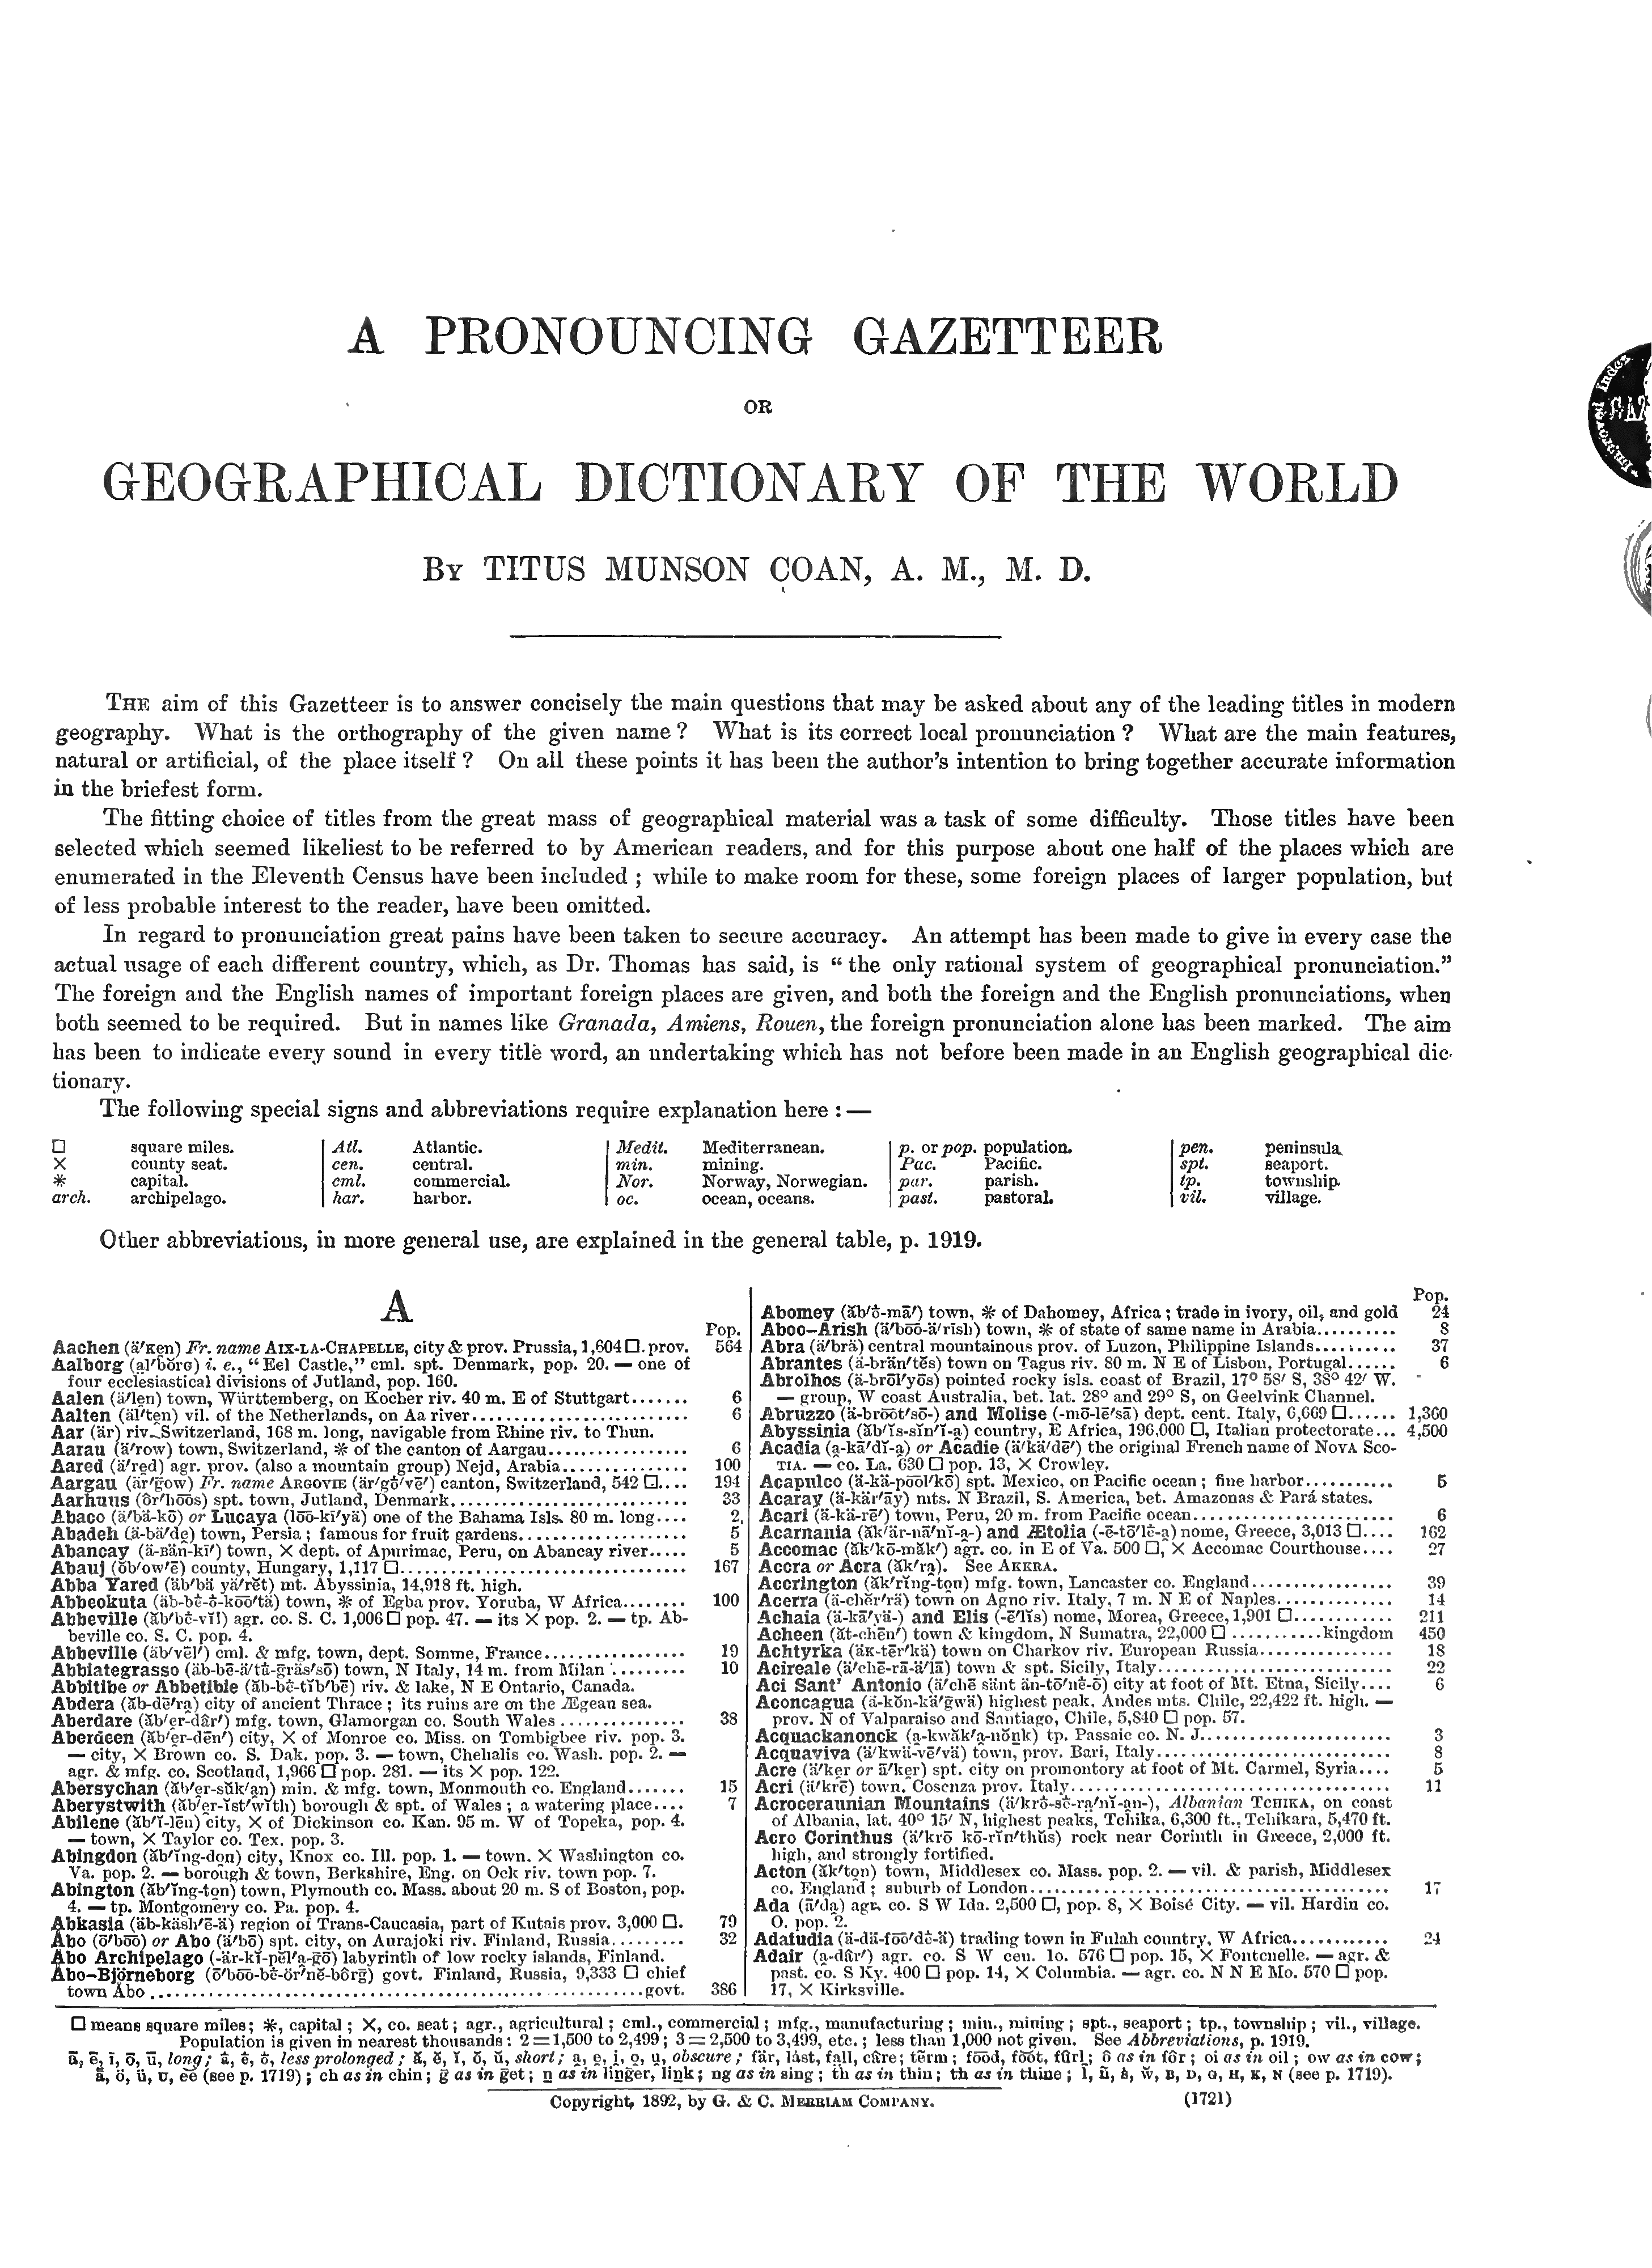 A PRONOUNCING GAZETTEER
OR
GEOGRAPHICAL DICTIONARY OF THE WORLD
By TITUS MUNSON COAN, A. M., M. D.
THE aim of this Gazetteer is to answer concisely the main questions that may be asked about any of the leading titles in modern
geography. What is the orthography of the given name ? What is its correct local pronunciation ? What are the main features,
natural or artificial, of the place itself ? On all these points it has been the author's intention to bring together accurate information
in the briefest form.
The fitting choice of titles from the great mass of geographical material was a task of some difficulty. Those titles have been
selected which seemed likeliest to be referred to by American readers, and for this purpose about one half of the places which are
enumerated in the Eleventh Census have been included ; while to make room for these, some foreign places of larger population, but
of less probable interest to the reader, have been omitted.
In regard to pronunciation great pains have been taken to secure accuracy. An attempt has been made to give in every case the
actual usage of each different country, which, as Dr. Thomas has said, is “ the only rational system of geographical pronunciation.”
The foreign and the English names of important foreign places are given, and both the foreign and the English pronunciations, when
both seemed to be required. But in names like Granada, Amiens, Rouen, the foreign pronunciation alone has been marked. The aim
has been to indicate every sound in every title word, an undertaking which has not before been made in an English geographical dic-
tionary.
The following special signs and abbreviations require explanation here : —
□ square miles. | Atl. Atlantic. | Medit. Mediterranean. | p. or pop. population. | pen. peninsula.
× county seat. | cen. central. | min. mining. | Pac. Pacific. | spt. seaport.
* capital. | cml. commercial. | Nor. Norway, Norwegian. | par. parish. | tp. township.
arch. archipelago. | har. harbor. | oc. ocean, oceans. | past. pastoral. | vil. village.
Other abbreviations, in more general use, are explained in the general table, p. 1919.
A
Pop.
Aachen (ä′ᴋen) Fr. name AIX-LA-CHAPELLE, city & prov. Prussia, 1,604 □. prov. 564
Aalborg (al′bŏrɢ) i. e., “Eel Castle,” cml. spt. Denmark, pop. 20. — one of
four ecclesiastical divisions of Jutland, pop. 160.
Aalen (ä′len) town, Württemberg, on Kocher riv. 40 m. E of Stuttgart....... 6
Aalten (äl′ten) vil. of the Netherlands, on Aa river.......................... 6
Aar (är) riv. Switzerland, 168 m. long, navigable from Rhine riv. to Thun.
Aarau (ä′row) town, Switzerland, * of the canton of Aargau................ 6
Aared (ä′red) agr. prov. (also a mountain group) Nejd, Arabia............... 100
Aargau (är′gow) Fr. name ARGOVIE (är′gō′vē′) canton, Switzerland, 542 □.... 194
Aarhuus (ôr′hōōs) spt. town, Jutland, Denmark............................ 33
Abaco (ä′bä-kō) or Lucaya (lōō-kī′yä) one of the Bahama Isls. 80 m. long.... 2
Abadeh (ä-bä′de) town, Persia ; famous for fruit gardens.................... 5
Abancay (ä-ʙän-kī′) town, × dept. of Apurimac, Peru, on Abancay river..... 5
Abauj (ŏb′ow′ē) county, Hungary, 1,117 □.................................. 167
Abba Yared (äb′bä yä′rĕt) mt. Abyssinia, 14,918 ft. high.
Abbeokuta (äb-bē-ō-kōō′tä) town, * of Egba prov. Yoruba, W Africa........ 100
Abbeville (ăb′bē-vĭl) agr. co. S. C. 1,006 □ pop. 47. — its × pop. 2. — tp. Ab-
beville co. S. C. pop. 4.
Abbeville (äb′vēl′) cml. & mfg. town, dept. Somme, France................. 19
Abbiategrasso (äb-bē-ä′tā-gräs′sō) town, N Italy, 14 m. from Milan ......... 10
Abbitibe or Abbetible (ăb-bē-tĭb′bē) riv. & lake, N E Ontario, Canada.
Abdera (ăb-dē′ra) city of ancient Thrace ; its ruins are on the Ægean sea.
Aberdare (ăb′er-dâr′) mfg. town, Glamorgan co. South Wales ............... 38
Aberdeen (ăb′er-dēn′) city, × of Monroe co. Miss. on Tombigbee riv. pop. 3.
— city, × Brown co. S. Dak. pop. 3. — town, Chehalis co. Wash. pop. 2. —
agr. & mfg. co. Scotland, 1,966 □ pop. 281. — its × pop. 122.
Abersychan (ăb′er-sŭk′an) min. & mfg. town, Monmouth co. England....... 15
Aberystwith (ăb′er-ĭst′wĭth) borough & spt. of Wales ; a watering place.... 7
Abilene (ăb′ĭ-lēn) city, × of Dickinson co. Kan. 95 m. W of Topeka, pop. 4.
— town, × Taylor co. Tex. pop. 3.
Abingdon (ăb′ĭng-don) city, Knox co. Ill. pop. 1. — town. × Washington co.
Va. pop. 2. — borough & town, Berkshire, Eng. on Ock riv. town pop. 7.
Abington (ăb′ĭng-ton) town, Plymouth co. Mass. about 20 m. S of Boston, pop.
4. — tp. Montgomery co. Pa. pop. 4.
Abkasia (äb-käsh′ē-ä) region of Trans-Caucasia, part of Kutais prov. 3,000 □. 79
Åbo (ō′bōō) or Abo (ä′bō) spt. city, on Aurajoki riv. Finland, Russia......... 32
Åbo Archipelago (-är-kĭ-pĕl′a-gō) labyrinth of low rocky islands, Finland.
Åbo-Björneborg (ō′bōō-bē-ör′nĕ-bôrg) govt. Finland, Russia, 9,333 □ chief
town Åbo ..................................................govt. 386
Pop.
Abomey (ăb′ō-mā′) town, * of Dahomey, Africa ; trade in ivory, oil, and gold 24
Aboo-Arish (ä′bōō-ä′rĭsh) town, * of state of same name in Arabia.......... 8
Abra (ä′brä) central mountainous prov. of Luzon, Philippine Islands.......... 37
Abrantes (ä-brän′tĕs) town on Tagus riv. 80 m. N E of Lisbon, Portugal...... 6
Abrolhos (ä-brōl′yōs) pointed rocky isls. coast of Brazil, 17° 58′ S, 38° 42′ W.
— group, W coast Australia, bet. lat. 28° and 29° S, on Geelvink Channel.
Abruzzo (ä-brōōt′sō-) and Molise (-mō-lē′sā) dept. cent. Italy, 6,669 □...... 1,360
Abyssinia (ăb′ĭs-sĭn′ĭ-a) country, E Africa, 196,000 □, Italian protectorate... 4,500
Acadia (a-kā′dĭ-a) or Acadie (ä′kä′dē′) the original French name of NOVA SCO-
TIA. — co. La. 630 □ pop. 13, × Crowley.
Acapulco (ä-kä-pōōl′kō) spt. Mexico, on Pacific ocean ; fine harbor........... 5
Acaray (ä-kär′āy) mts. N Brazil, S. America, bet. Amazonas & Pará states.
Acari (ä-kä-rē′) town, Peru, 20 m. from Pacific ocean........................ 6
Acarnania (ăk′är-nā′nĭ-a-) and Ætolia (-ē-tō′lē-a) nome, Greece, 3,013 □.... 162
Accomac (ăk′kō-măk′) agr. co. in E of Va. 500 □, × Accomac Courthouse.... 27
Accra or Acra (ăk′ra). See AKKRA.
Accrington (ăk′rĭng-ton) mfg. town, Lancaster co. England................. 39
Acerra (ä-chĕr′rä) town on Agno riv. Italy, 7 m. N E of Naples.............. 14
Achaia (ä-kā′yä-) and Elis (-ē′lĭs) nome, Morea, Greece, 1,901 □............ 211
Acheen (ăt-chēn′) town & kingdom, N Sumatra, 22,000 □ ...........kingdom 450
Achtyrka (äᴋ-tēr′kä) town on Charkov riv. European Russia................ 18
Acireale (ä′chē-rā-ä′lā) town & spt. Sicily, Italy............................ 22
Aci Sant' Antonio (ä′chē sänt än-tō′nē-ō) city at foot of Mt. Etna, Sicily.... 6
Aconcagua (ä-kŏn-kä′gwä) highest peak, Andes mts. Chile, 22,422 ft. high. —
prov. N of Valparaiso and Santiago, Chile, 5,840 □ pop. 57.
Acquackanonck (a-kwăk′a-nŏnk) tp. Passaic co. N. J....................... 3
Acquaviva (ä′kwä-vē′vä) town, prov. Bari, Italy............................ 8
Acre (ä′ker or ā′ker) spt. city on promontory at foot of Mt. Carmel, Syria.... 5
Acri (ä′krē) town, Cosenza prov. Italy...................................... 11
Acroceraunian Mountains (ä′krō-sē-ra′nĭ-an-), Albanian TCHIKA, on coast
of Albania, lat. 40° 15′ N, highest peaks, Tchika, 6,300 ft., Tchikara, 5,470 ft.
Acro Corinthus (ä′krō kō-rĭn′thŭs) rock near Corinth in Greece, 2,000 ft.
high, and strongly fortified.
Acton (ăk′ton) town, Middlesex co. Mass. pop. 2. — vil. & parish, Middlesex
co. England ; suburb of London........................................... 17
Ada (ā′da) agr. co. S W Ida. 2,500 □, pop. 8, × Boisé City. — vil. Hardin co.
O. pop. 2.
Adafudia (ä-dä-fōō′dē-ä) trading town in Fulah country, W Africa............ 24
Adair (a-dâr′) agr. co. S W cen. Io. 576 □ pop. 15, × Fontenelle. — agr. &
past. co. S Ky. 400 □ pop. 14, × Columbia. — agr. co. N N E Mo. 570 □ pop.
17, × Kirksville.
□ means square miles ; *, capital ; ×, co. seat ; agr., agricultural ; cml., commercial ; mfg., manufacturing ; min., mining ; spt., seaport ; tp., township ; vil., village.
Population is given in nearest thousands : 2 = 1,500 to 2,499 ; 3 = 2,500 to 3,499, etc. ; less than 1,000 not given. See Abbreviations, p. 1919.
ā, ē, ī, ō, ū, long ; â, ê, ô, less prolonged ; ă, ĕ, ĭ, ŏ, ŭ, short ; a, e, i, o, u, obscure ; fär, lȧst, fall, câre ; tẽrm ; fōōd, fŏŏt, fûrl ; ô as in fôr ; oi as in oil ; ow as in cow ;
ä, ö, ü, ʊ, ee (see p. 1719) ; ch as in chin ; g as in get ; n as in linger, link ; ng as in sing ; th as in thin ; th as in thine ; l, ñ, ś, w, ʙ, ᴅ, ɢ, ʜ, ᴋ, ɴ (see p. 1719).
Copyright, 1892, by G. & C. MERRIAM COMPANY.
(1721)